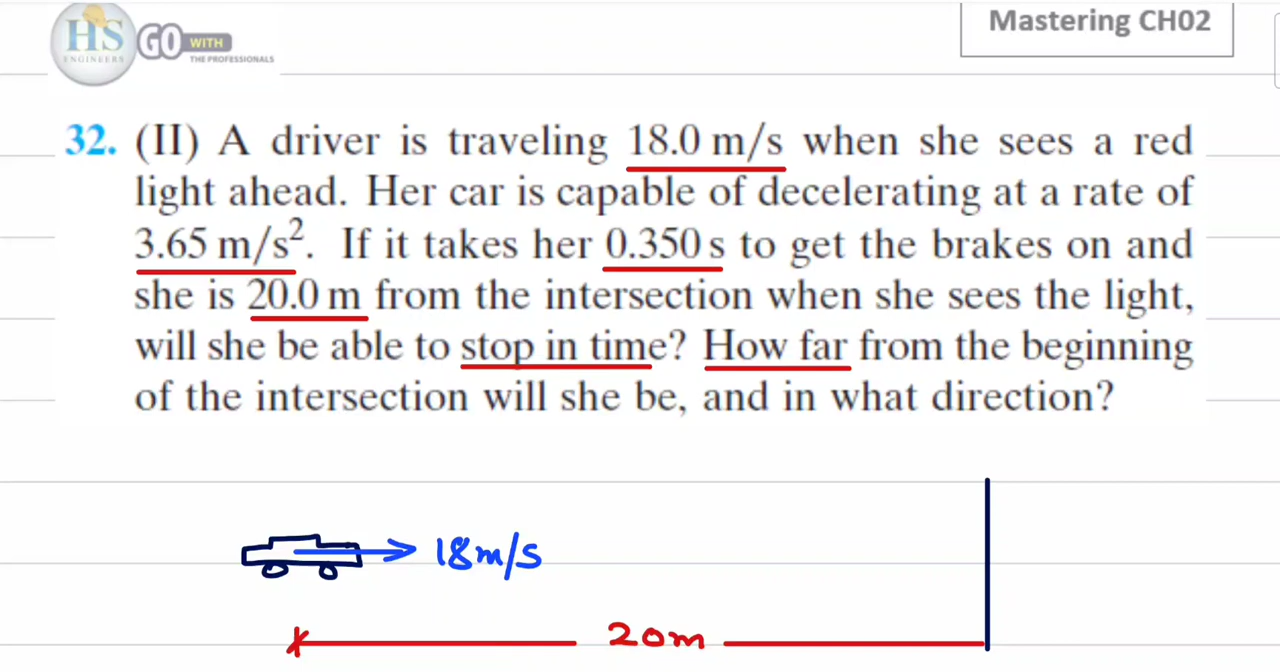 HS
ENGINEERS
GO WITH
THE PROFESSIONALS
Mastering CH02
32. (II) A driver is traveling 18.0 m/s when she sees a red
light ahead. Her car is capable of decelerating at a rate of
3.65 m/s². If it takes her 0.350 s to get the brakes on and
she is 20.0 m from the intersection when she sees the light,
will she be able to stop in time? How far from the beginning
of the intersection will she be, and in what direction?
18m/s
20m